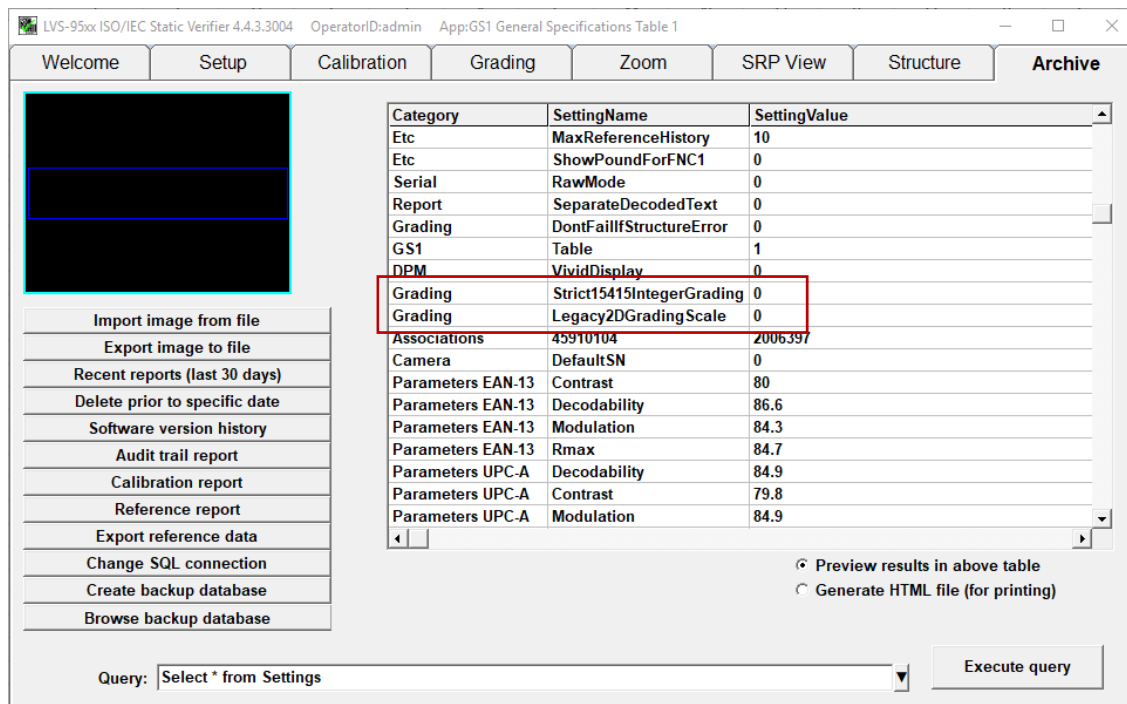 LVS-95xx ISO/IEC Static Verifier 4.4.3.3004 OperatorID:admin App:GS1 General Specifications Table 1
Welcome Setup Calibration Grading Zoom SRP View Structure Archive
Category SettingName SettingValue
Etc MaxReferenceHistory 10
Etc ShowPoundForFNC1 0
Serial RawMode 0
Report SeparateDecodedText 0
Grading DontFailIfStructureError 0
GS1 Table 1
DPM VividDisplay 0
Grading Strict15415IntegerGrading 0
Grading Legacy2DGradingScale 0
Associations 45910104 2006397
Camera DefaultSN 0
Parameters EAN-13 Contrast 80
Parameters EAN-13 Decodability 86.6
Parameters EAN-13 Modulation 84.3
Parameters EAN-13 Rmax 84.7
Parameters UPC-A Decodability 84.9
Parameters UPC-A Contrast 79.8
Parameters UPC-A Modulation 84.9
Import image from file
Export image to file
Recent reports (last 30 days)
Delete prior to specific date
Software version history
Audit trail report
Calibration report
Reference report
Export reference data
Change SQL connection
Create backup database
Browse backup database
Preview results in above table
Generate HTML file (for printing)
Query: Select * from Settings
Execute query